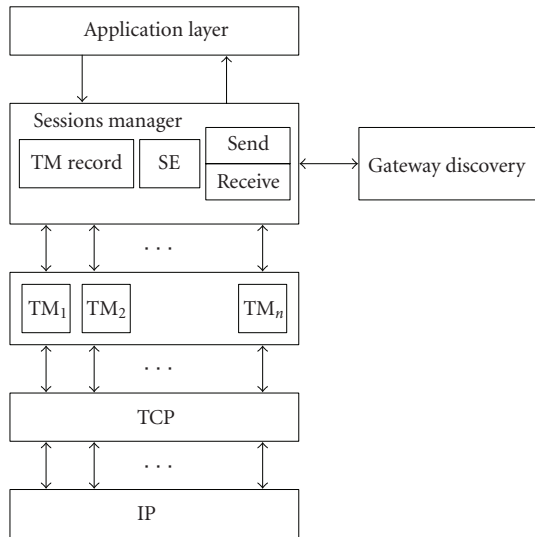 Application layer
Sessions manager
TM record
SE
Send
Receive
Gateway discovery
. . .
TM₁
TM₂
TMₙ
. . .
TCP
. . .
IP